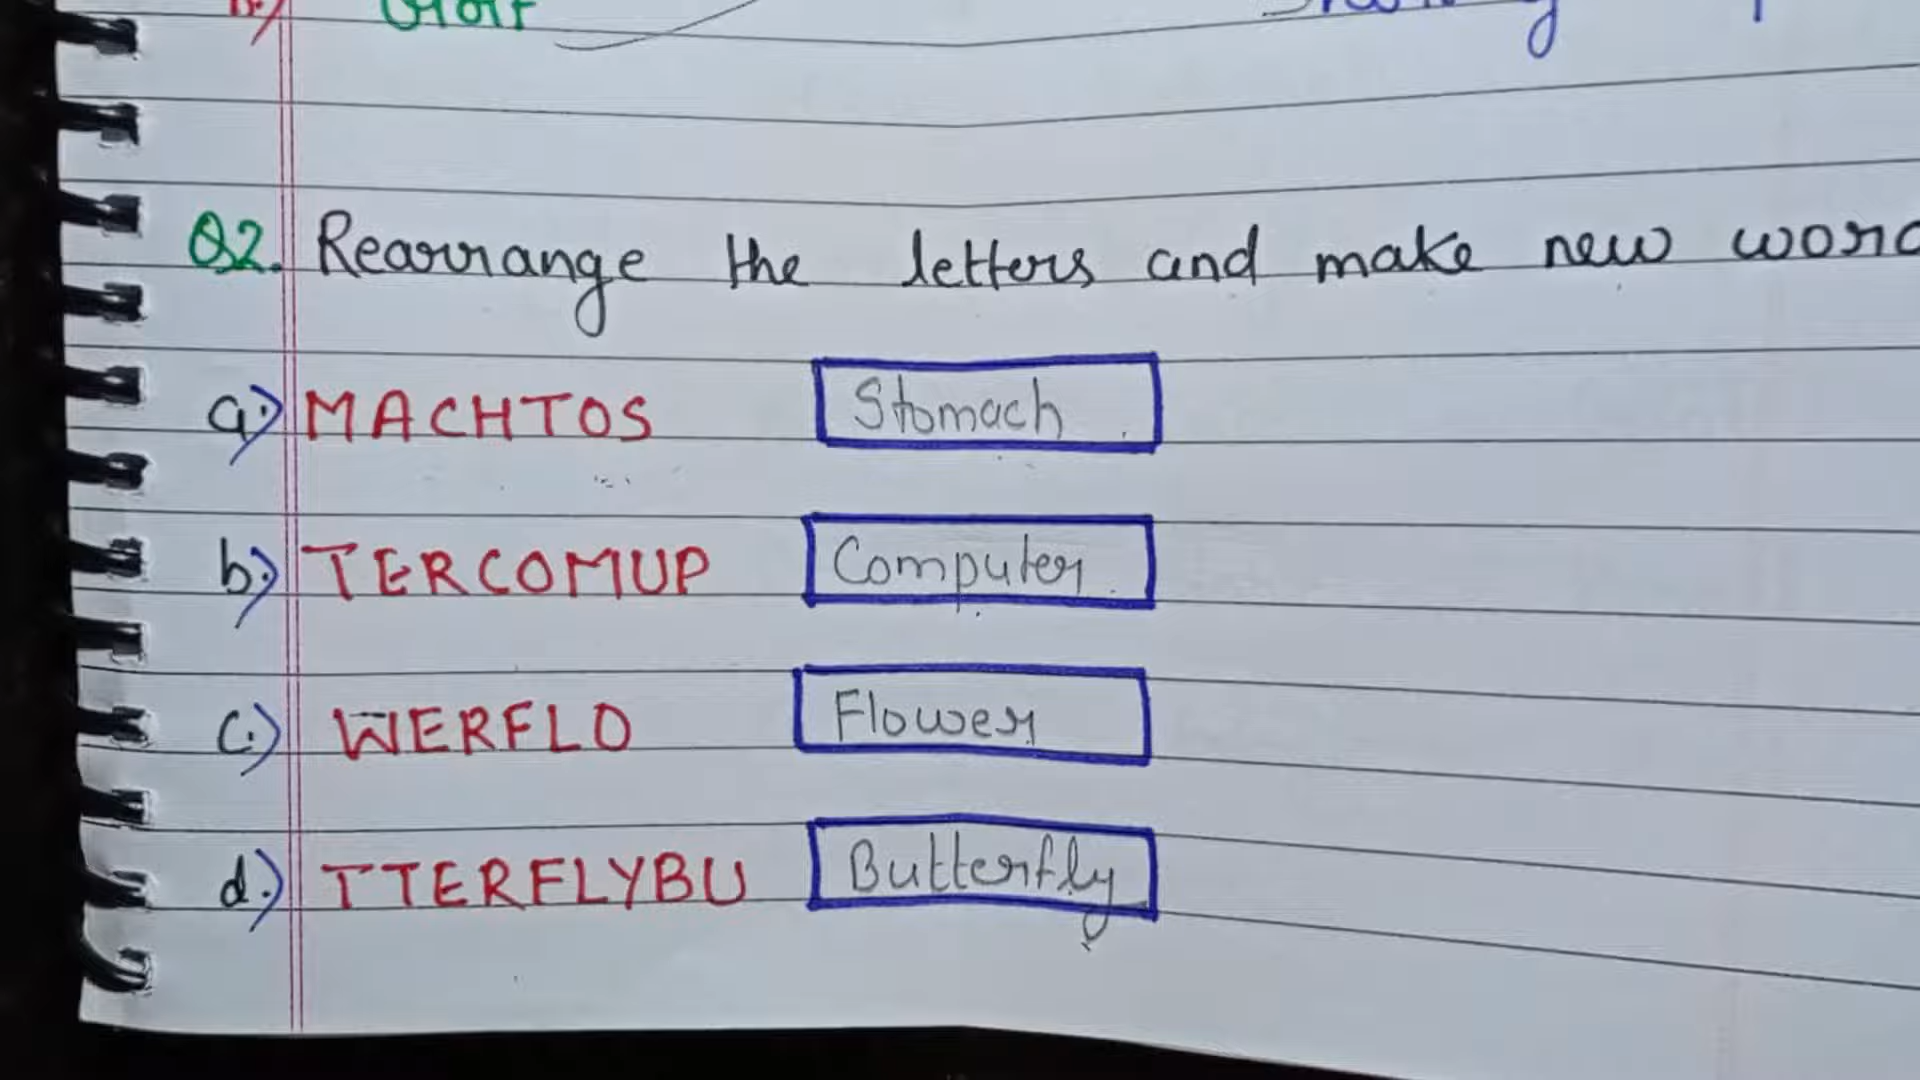 Q2. Rearrange the letters and make new
a.) MACHTOS Stomach
b.) TERCOMUP Computer
c.) WERFLO Flower
d.) TTERFLYBU Butterfly